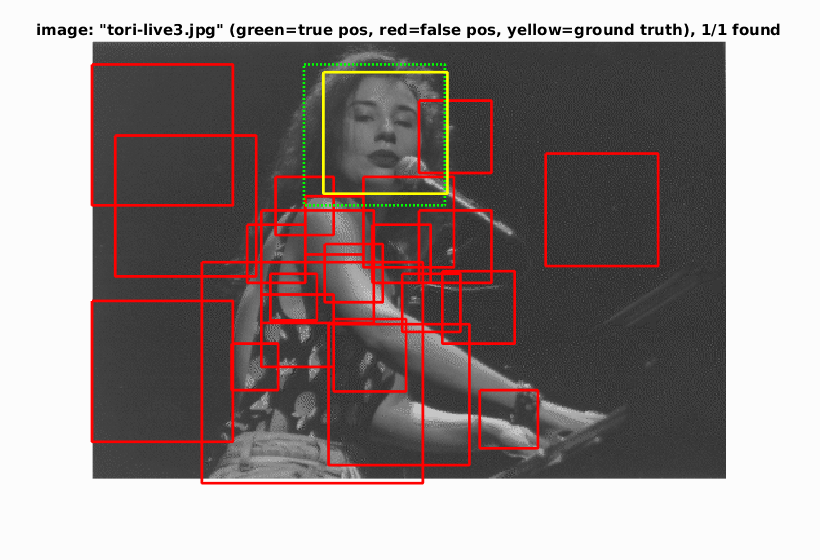 image: "tori-live3.jpg" (green=true pos, red=false pos, yellow=ground truth), 1/1 found